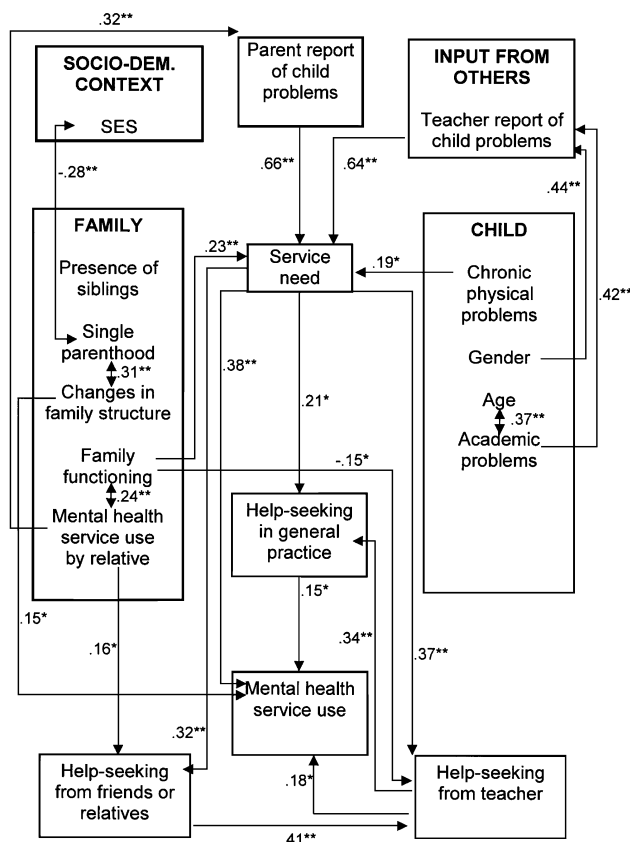 .32**
SOCIO-DEM.
CONTEXT
SES
Parent report
of child
problems
INPUT FROM
OTHERS
Teacher report of
child problems
-.28**
.66**
.64**
.44**
FAMILY
Presence of
siblings
Single
parenthood
.31**
Changes in
family structure
Family
functioning
.24**
Mental health
service use
by relative
.23**
Service
need
.19*
CHILD
Chronic
physical
problems
Gender
Age
.37**
Academic
problems
.42**
.38**
.21*
-.15*
Help-seeking
in general
practice
.15*
.15*
.16*
.34**
.37**
Mental health
service use
.32**
.18*
Help-seeking
from friends or
relatives
Help-seeking
from teacher
.41**